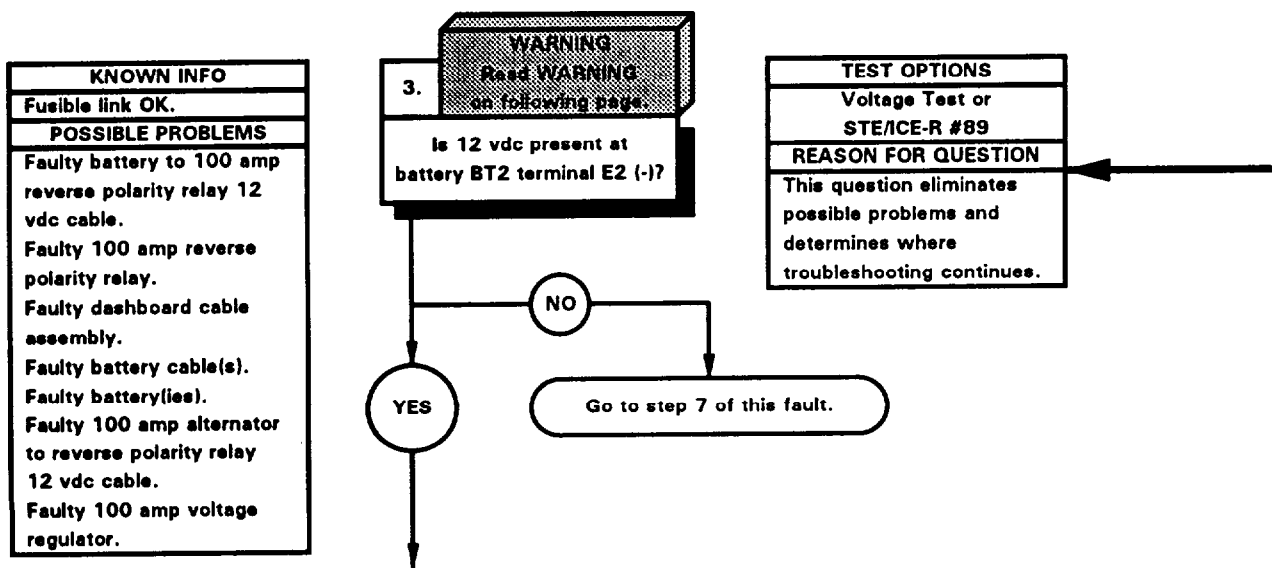 KNOWN INFO
Fusible link OK.
POSSIBLE PROBLEMS
Faulty battery to 100 amp
reverse polarity relay 12
vdc cable.
Faulty 100 amp reverse
polarity relay.
Faulty dashboard cable
assembly.
Faulty battery cable(s).
Faulty battery(ies).
Faulty 100 amp alternator
to reverse polarity relay
12 vdc cable.
Faulty 100 amp voltage
regulator.
WARNING
Read WARNING
on following page.
3.
Is 12 vdc present at
battery BT2 terminal E2 (-)?
NO
YES
Go to step 7 of this fault.
TEST OPTIONS
Voltage Test or
STE/ICE-R #89
REASON FOR QUESTION
This question eliminates
possible problems and
determines where
troubleshooting continues.